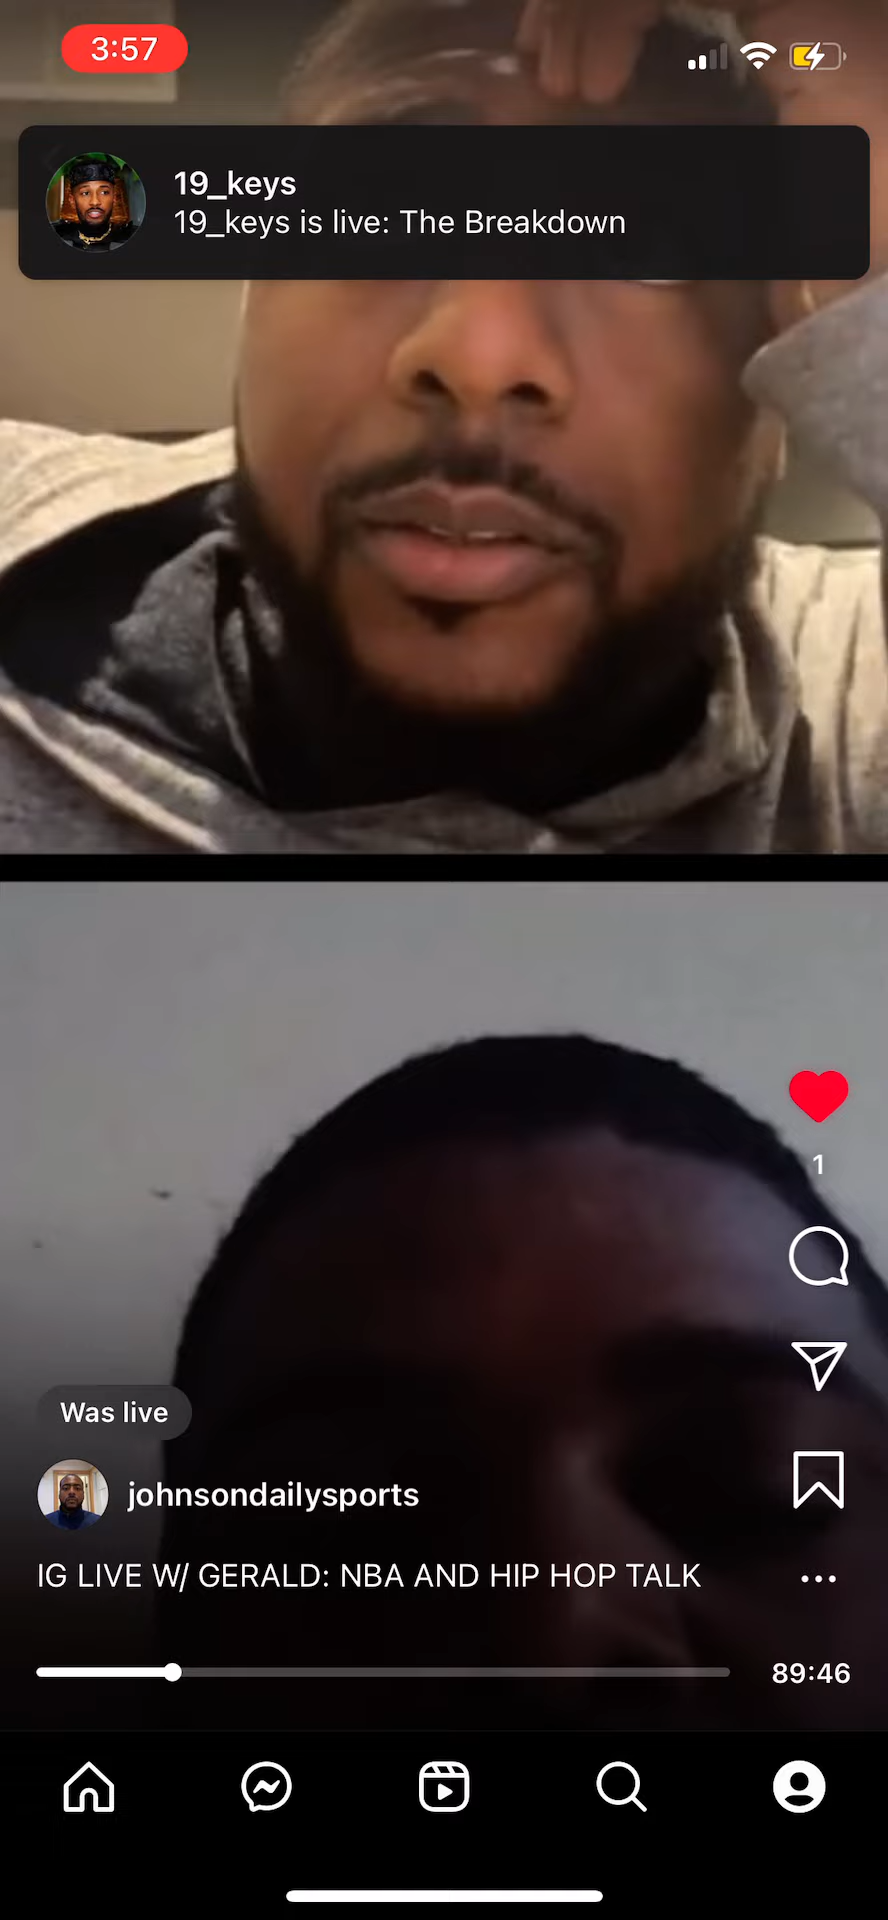 3:57
19_keys
19_keys is live: The Breakdown
1
Was live
johnsondailysports
IG LIVE W/ GERALD: NBA AND HIP HOP TALK
89:46